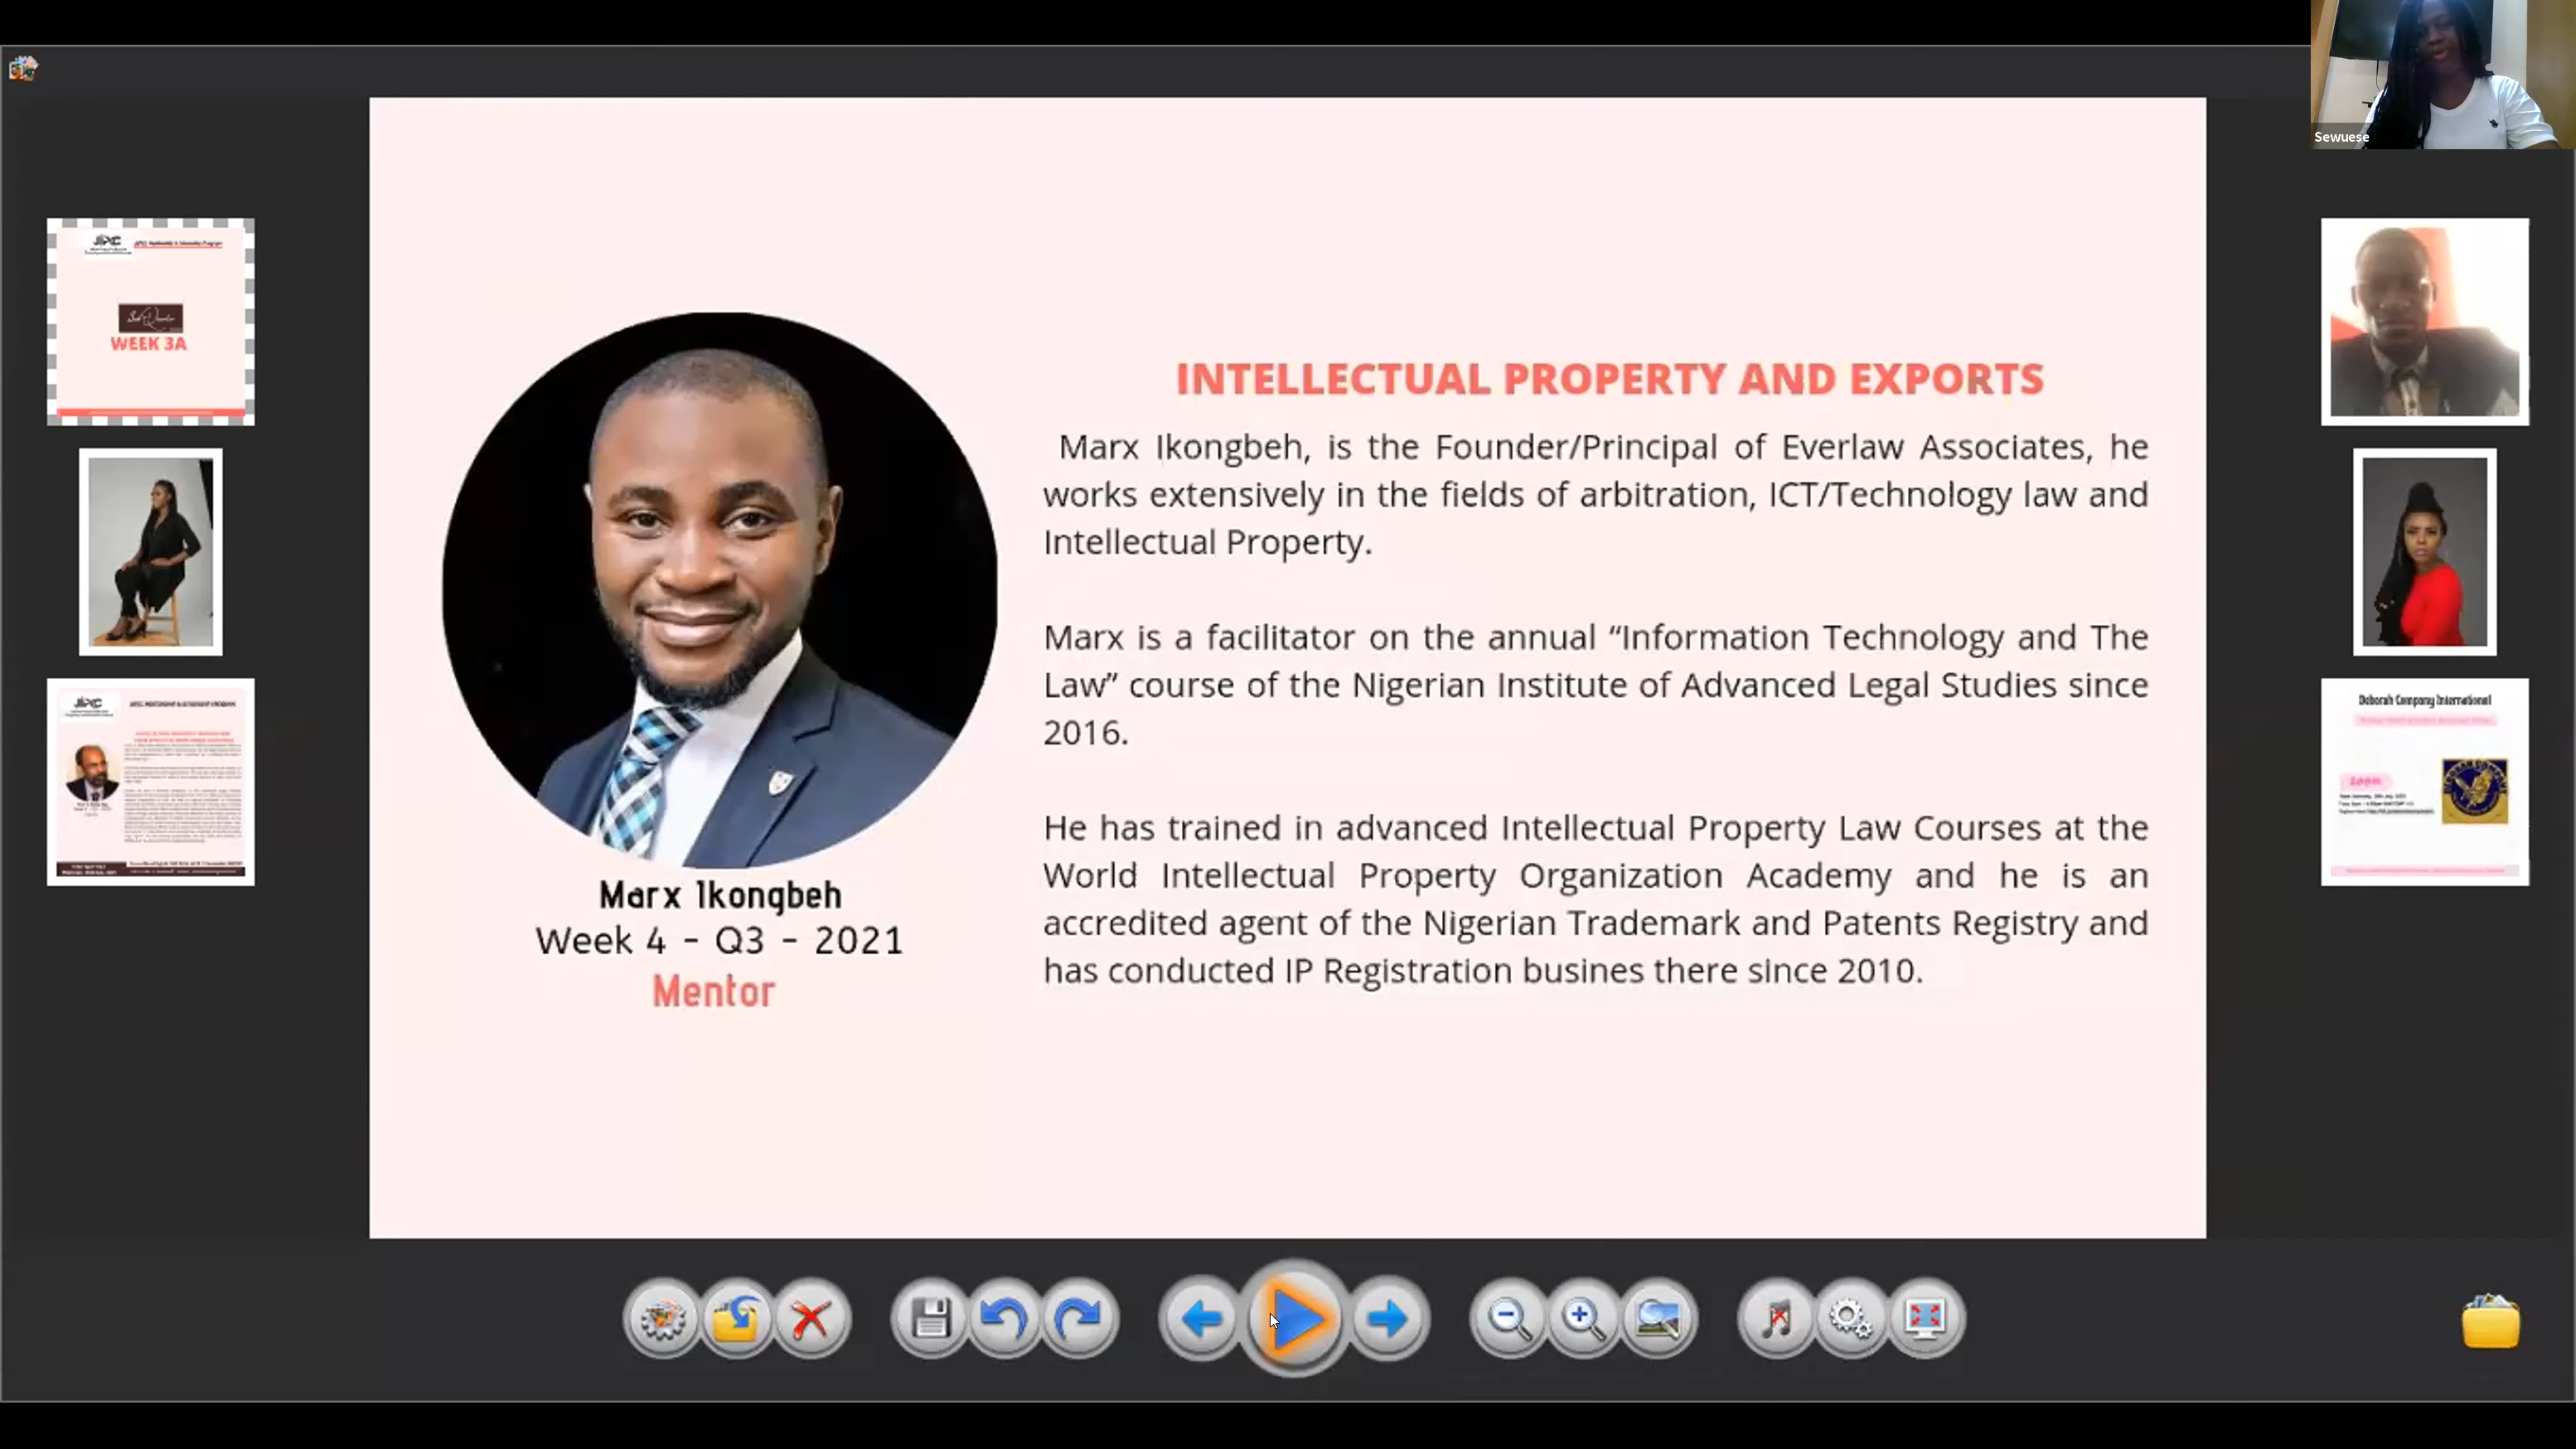 Sewuese
WEEK 3A
INTELLECTUAL PROPERTY AND EXPORTS
Marx Ikongbeh, is the Founder/Principal of Everlaw Associates, he
works extensively in the fields of arbitration, ICT/Technology law and
Intellectual Property.
Marx is a facilitator on the annual “Information Technology and The
Law” course of the Nigerian Institute of Advanced Legal Studies since
2016.
He has trained in advanced Intellectual Property Law Courses at the
World Intellectual Property Organization Academy and he is an
accredited agent of the Nigerian Trademark and Patents Registry and
has conducted IP Registration busines there since 2010.
Marx Ikongbeh
Week 4 - Q3 - 2021
Mentor
Deborah Company International
zoom